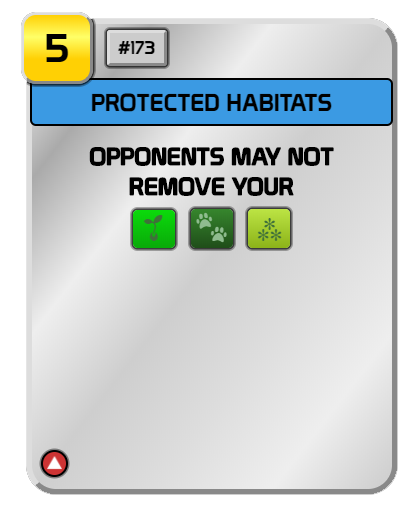 5
#173
PROTECTED HABITATS
OPPONENTS MAY NOT
REMOVE YOUR